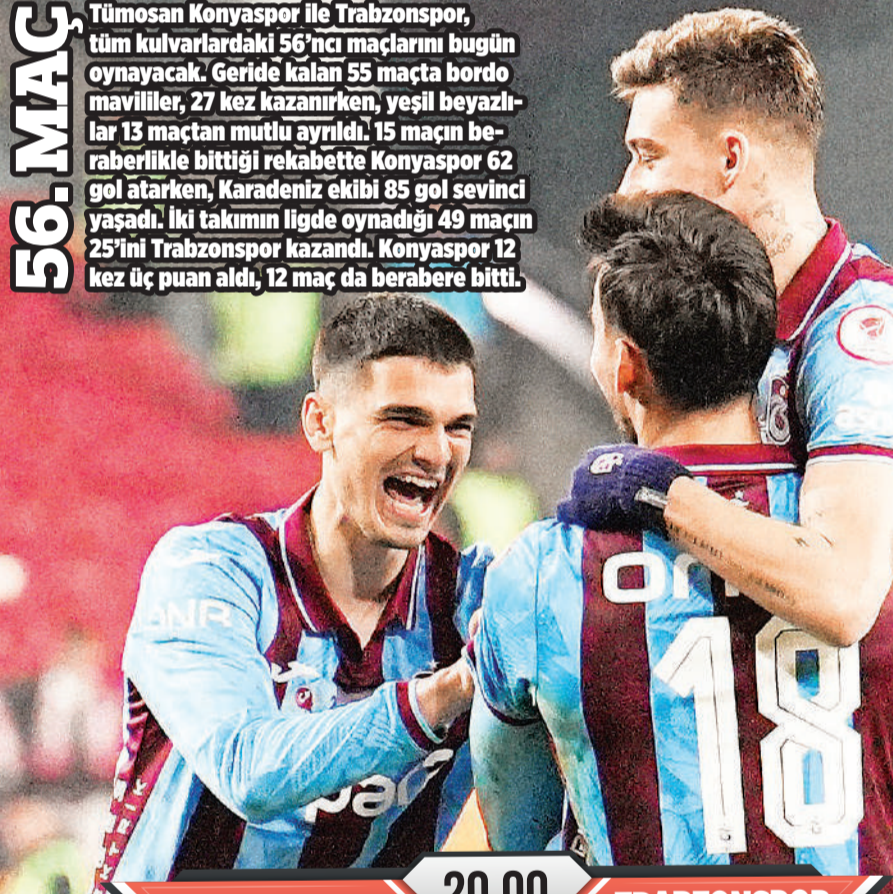 56. MAÇ
Tümosan Konyaspor ile Trabzonspor,
tüm kulvarlardaki 56’ncı maçlarını bugün
oynayacak. Geride kalan 55 maçta bordo
mavililer, 27 kez kazanırken, yeşil beyazlı-
lar 13 maçtan mutlu ayrıldı. 15 maçın be-
raberlikle bittiği rekabette Konyaspor 62
gol atarken, Karadeniz ekibi 85 gol sevinci
yaşadı. İki takımın ligde oynadığı 49 maçın
25’ini Trabzonspor kazandı. Konyaspor 12
kez üç puan aldı, 12 maç da berabere bitti.
18
20.00